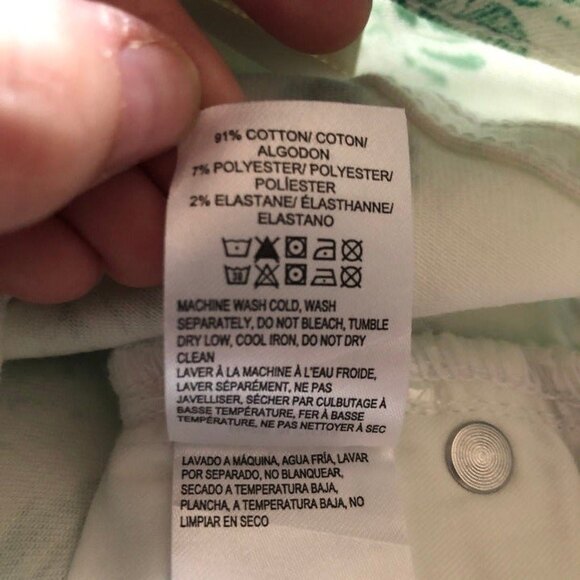 91% COTTON/ COTON/
ALGODON
7% POLYESTER/ POLYESTER/
POLÍESTER
2% ELASTANE/ ÉLASTHANNE/
ELASTANO
30
MACHINE WASH COLD, WASH
SEPARATELY, DO NOT BLEACH, TUMBLE
DRY LOW, COOL IRON, DO NOT DRY
CLEAN
LAVER À LA MACHINE À L'EAU FROIDE,
LAVER SÉPARÉMENT, NE PAS
JAVELLISER, SÉCHER PAR CULBUTAGE À
BASSE TEMPÉRATURE, FER À BASSE
TEMPÉRATURE, NE PAS NETTOYER À SEC
LAVADO A MÁQUINA, AGUA FRÍA, LAVAR
POR SEPARADO, NO BLANQUEAR,
SECADO A TEMPERATURA BAJA,
PLANCHA, A TEMPERATURA BAJA, NO
LIMPIAR EN SECO